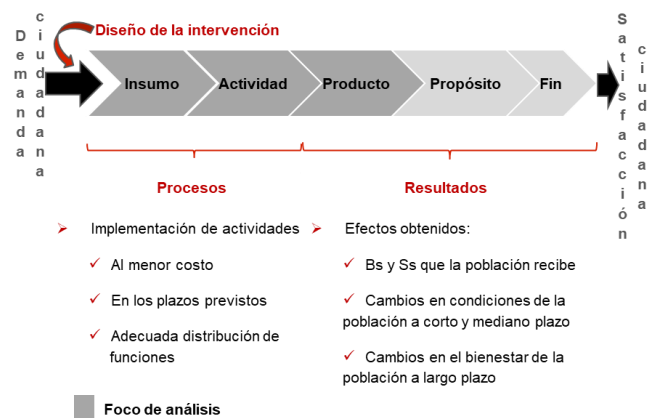 Demanda ciudadana
Diseño de la intervención
Insumo Actividad Producto Propósito Fin
Satisfacción ciudadana
Procesos
Resultados
Implementación de actividades
Al menor costo
En los plazos previstos
Adecuada distribución de
funciones
Efectos obtenidos:
Bs y Ss que la población recibe
Cambios en condiciones de la
población a corto y mediano plazo
Cambios en el bienestar de la
población a largo plazo
Foco de análisis